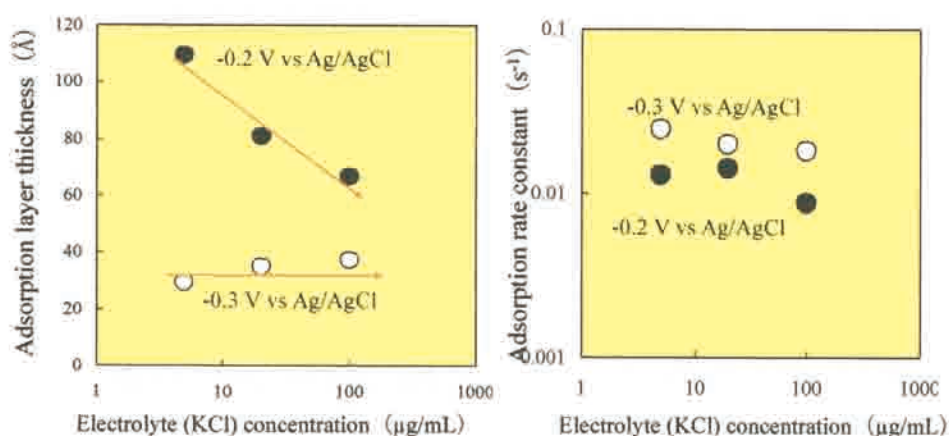 Adsorption layer thickness (Å)
120
100
80
60
40
20
0
-0.2 V vs Ag/AgCl
-0.3 V vs Ag/AgCl
1
10
100
1000
Electrolyte (KCl) concentration (µg/mL)
Adsorption rate constant (s⁻¹)
0.1
0.01
0.001
-0.3 V vs Ag/AgCl
-0.2 V vs Ag/AgCl
1
10
100
1000
Electrolyte (KCl) concentration (µg/mL)